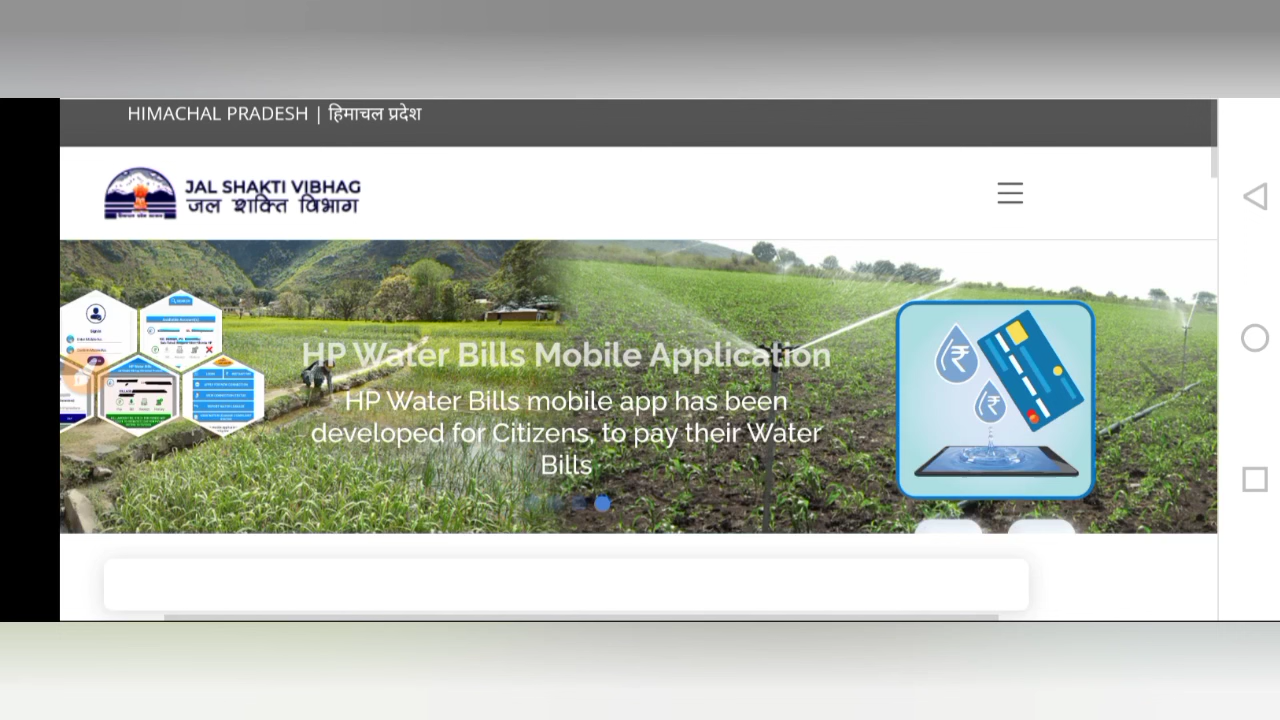 HIMACHAL PRADESH | हिमाचल प्रदेश
JAL SHAKTI VIBHAG
जल शक्ति विभाग
HP Water Bills Mobile Application
HP Water Bills mobile app has been
developed for Citizens, to pay their Water
Bills